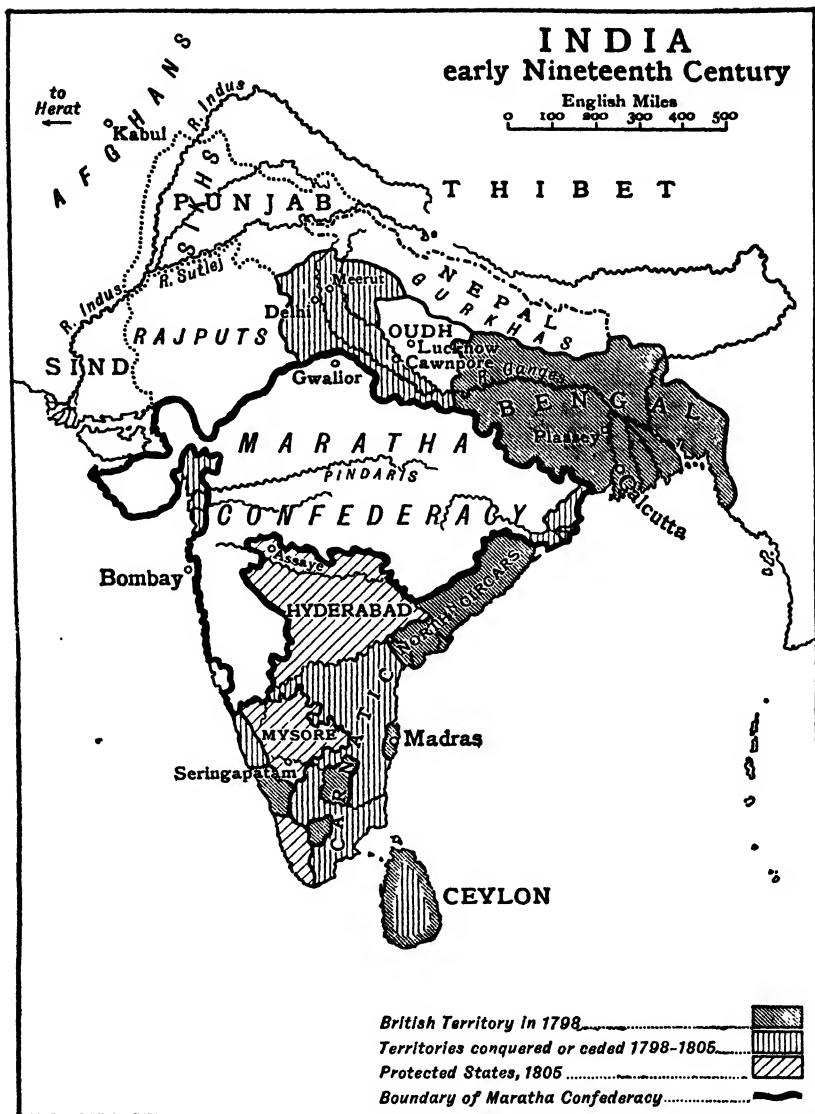 INDIA
early Nineteenth Century
English Miles
0 100 200 300 400 500
to
Herat
AFGHANS
Kabul
R. Indus
SIKHS
PUNJAB
THIBET
R. Sutlej
R. Indus
NEPAL
GURKHAS
Meerut
Delhi
RAJPUTS
OUDH
Lucknow
Cawnpore
SIND
Gwalior
R. Ganges
BENGAL
Plassey
Calcutta
MARATHA
PINDARIS
CONFEDERACY
Assaye
Bombay
HYDERABAD
NORTHN CIRCARS
CARNATIC
MYSORE
Madras
Seringapatam
CEYLON
British Territory in 1798
Territories conquered or ceded 1798-1805
Protected States, 1805
Boundary of Maratha Confederacy